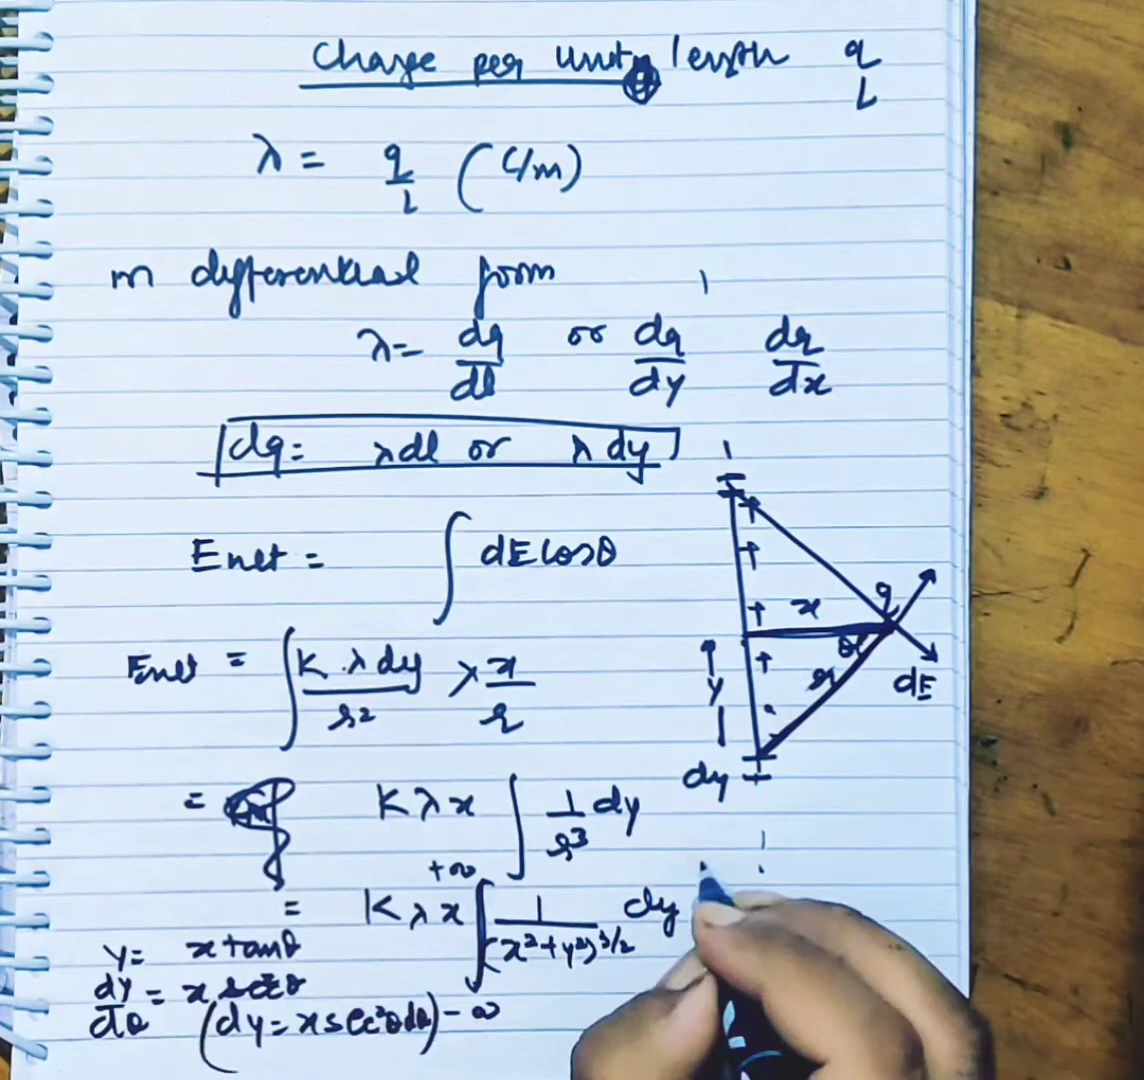 Charge per Unit length q/L
λ = q/L (C/m)
in differential form
λ = dq/dl or dq/dy dq/dx
dq = λdl or λdy
Enet = ∫ dE cosθ
Enet = ∫ K·λdy/r² × x/r
= Kλx ∫ 1/r³ dy
= Kλx ∫ 1/(x²+y²)^3/2 dy
+∞
-∞
y = x tanθ
dy/dθ = x sec²θ
(dy = x sec²θdθ)
+
+
+
+
x
q
θ
r
y
dE
dy